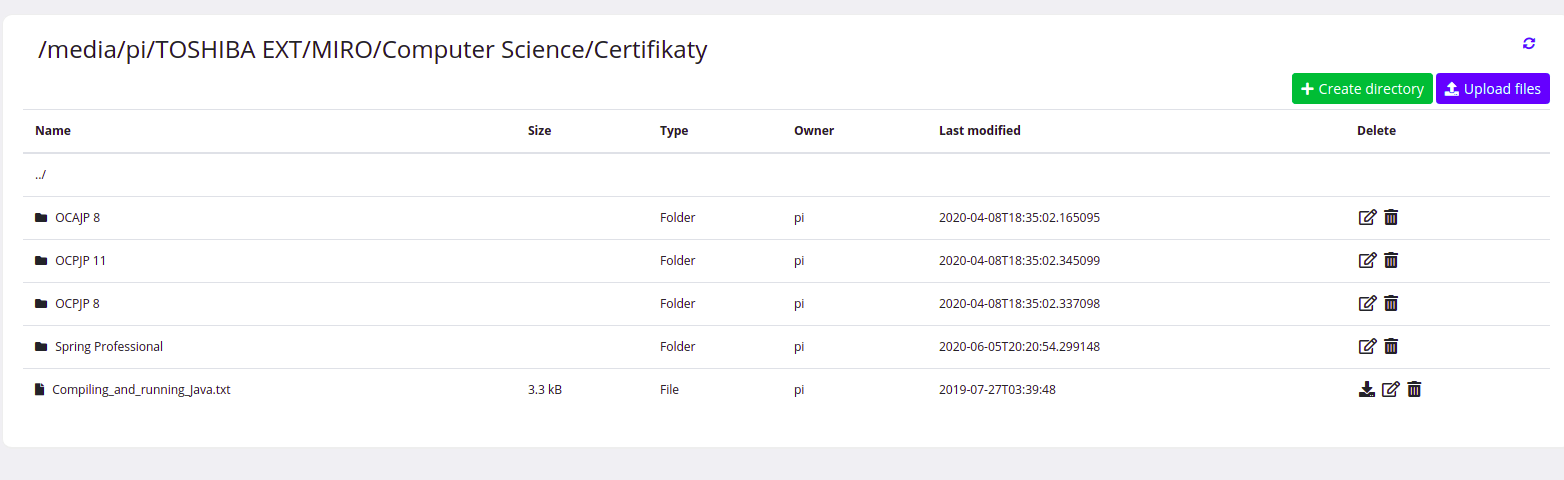 /media/pi/TOSHIBA EXT/MIRO/Computer Science/Certifikaty
Create directory Upload files
Name Size Type Owner Last modified Delete
../
OCAJP 8 Folder pi 2020-04-08T18:35:02.165095
OCPJP 11 Folder pi 2020-04-08T18:35:02.345099
OCPJP 8 Folder pi 2020-04-08T18:35:02.337098
Spring Professional Folder pi 2020-06-05T20:20:54.299148
Compiling_and_running_Java.txt 3.3 kB File pi 2019-07-27T03:39:48